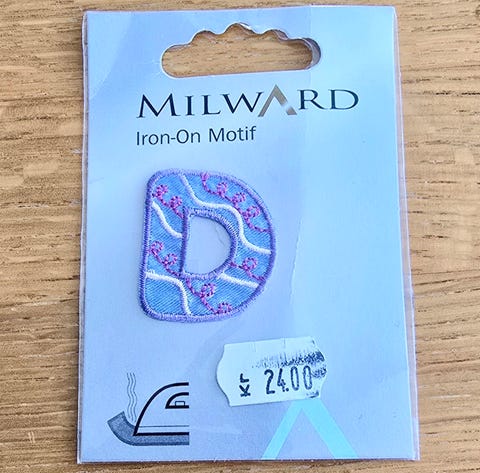 MILWARD
Iron-On Motif
D
Kr 24.00